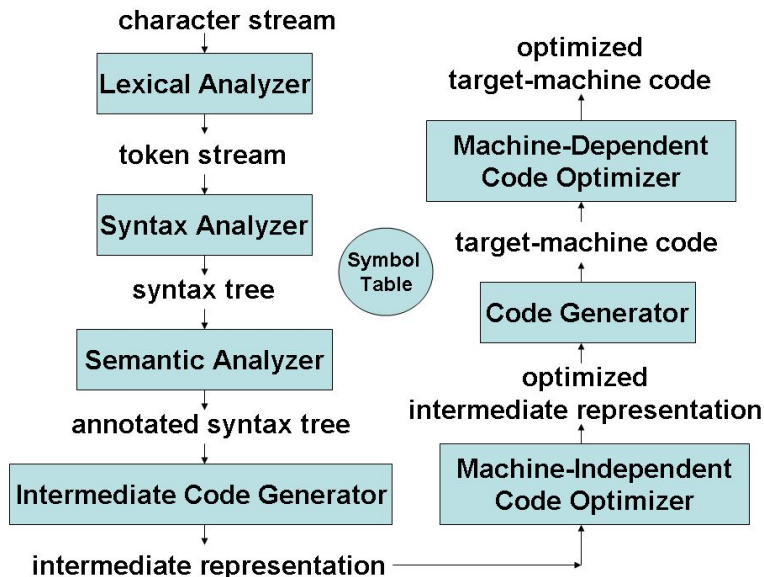 character stream
Lexical Analyzer
token stream
Syntax Analyzer
syntax tree
Semantic Analyzer
annotated syntax tree
Intermediate Code Generator
intermediate representation
Symbol
Table
optimized
target-machine code
Machine-Dependent
Code Optimizer
target-machine code
Code Generator
optimized
intermediate representation
Machine-Independent
Code Optimizer